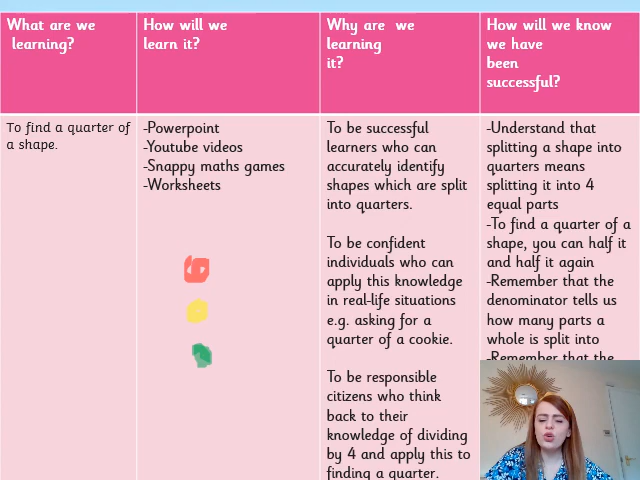 What are we
learning?
How will we
learn it?
Why are we
learning
it?
How will we know
we have
been
successful?
To find a quarter of
a shape.
-Powerpoint
-Youtube videos
-Snappy maths games
-Worksheets
To be successful
learners who can
accurately identify
shapes which are split
into quarters.
To be confident
individuals who can
apply this knowledge
in real-life situations
e.g. asking for a
quarter of a cookie.
To be responsible
citizens who think
back to their
knowledge of dividing
by 4 and apply this to
finding a quarter.
-Understand that
splitting a shape into
quarters means
splitting it into 4
equal parts
-To find a quarter of a
shape, you can half it
and half it again
-Remember that the
denominator tells us
how many parts a
whole is split into
-Remember that the